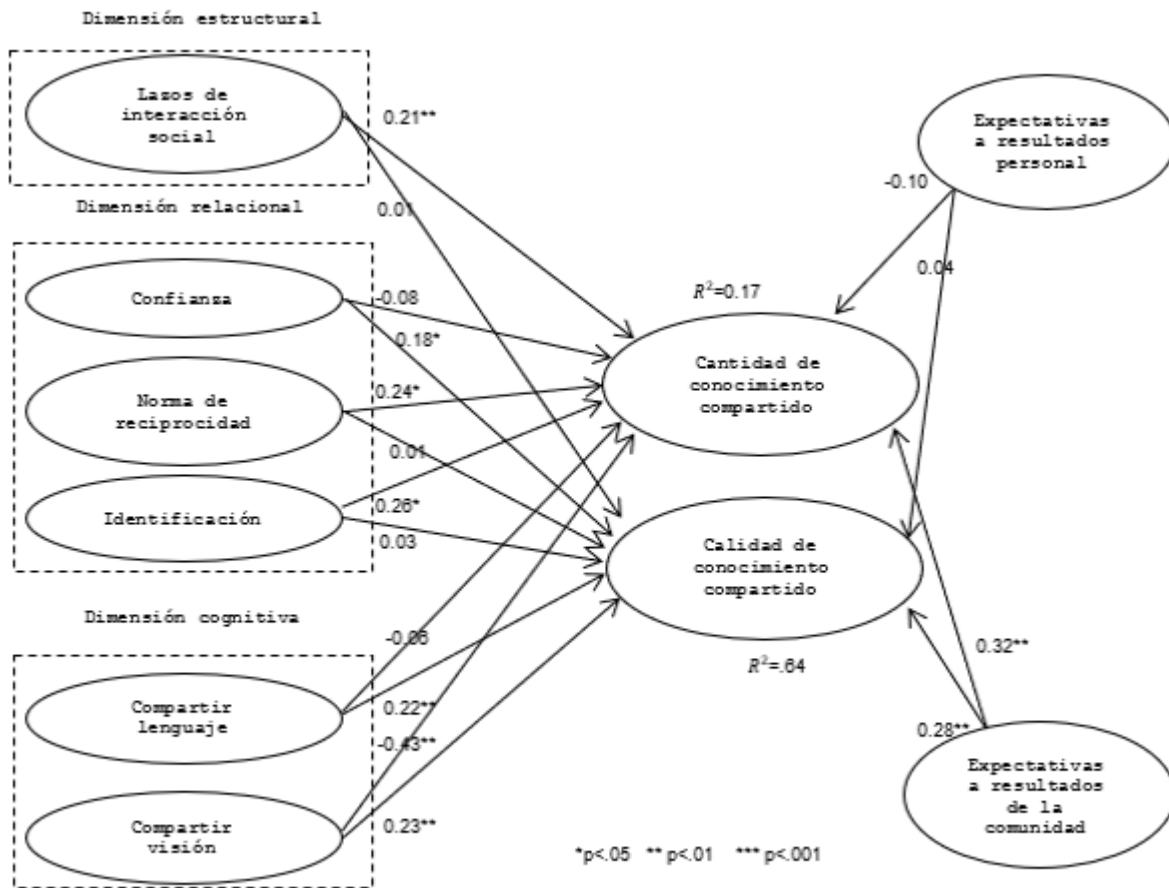 Dimensión estructural
Lazos de
interacción
social
0.21**
0.01
Dimensión relacional
Confianza
-0.08
0.18*
Norma de
reciprocidad
0.24*
0.01
Identificación
0.26*
0.03
Dimensión cognitiva
Compartir
lenguaje
-0.06
0.22**
Compartir
visión
-0.43**
0.23**
R²=0.17
Cantidad de
conocimiento
compartido
Calidad de
conocimiento
compartido
R²=.64
Expectativas
a resultados
personal
-0.10
0.04
0.32**
0.28**
Expectativas
a resultados
de la
comunidad
*p<.05 **p<.01 ***p<.001